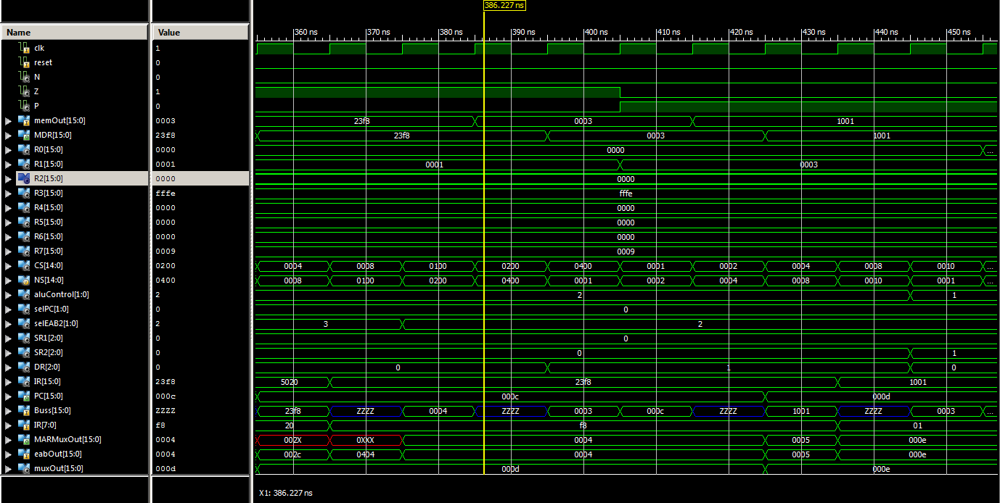 386.227 ns
Name Value
360 ns 370 ns 380 ns 390 ns 400 ns 410 ns 420 ns 430 ns 440 ns 450 ns
clk 1
reset 0
N 0
Z 1
P 0
memOut[15:0] 0003 23f8 0003 1001
MDR[15:0] 23f8 23f8 0003 1001
R0[15:0] 0000 0000 ...
R1[15:0] 0001 0001 0003
R2[15:0] 0000 0000
R3[15:0] fffe fffe
R4[15:0] 0000 0000
R5[15:0] 0000 0000
R6[15:0] 0000 0000
R7[15:0] 0009 0009
CS[14:0] 0200 0004 0008 0100 0200 0400 0001 0002 0004 0008 0010 ...
NS[14:0] 0400 0008 0100 0200 0400 0001 0002 0004 0008 0010 0001 ...
aluControl[1:0] 2 2 1
selPC[1:0] 0 0
selEAB2[1:0] 2 3 2
SR1[2:0] 0 0
SR2[2:0] 0 0 1
DR[2:0] 0 0 1 0
IR[15:0] 23f8 5020 23f8 1001
PC[15:0] 000c 000c 000d
Buss[15:0] ZZZZ 23f8 ZZZZ 0004 ZZZZ 0003 000c ZZZZ 1001 ZZZZ 0003 ...
IR[7:0] f8 20 f8 01
MARMuxOut[15:0] 0004 002X 0XXX 0004 0005 000e
eabOut[15:0] 0004 002c 0404 0004 0005 000e
muxOut[15:0] 000d 000d 000e
X1: 386.227 ns